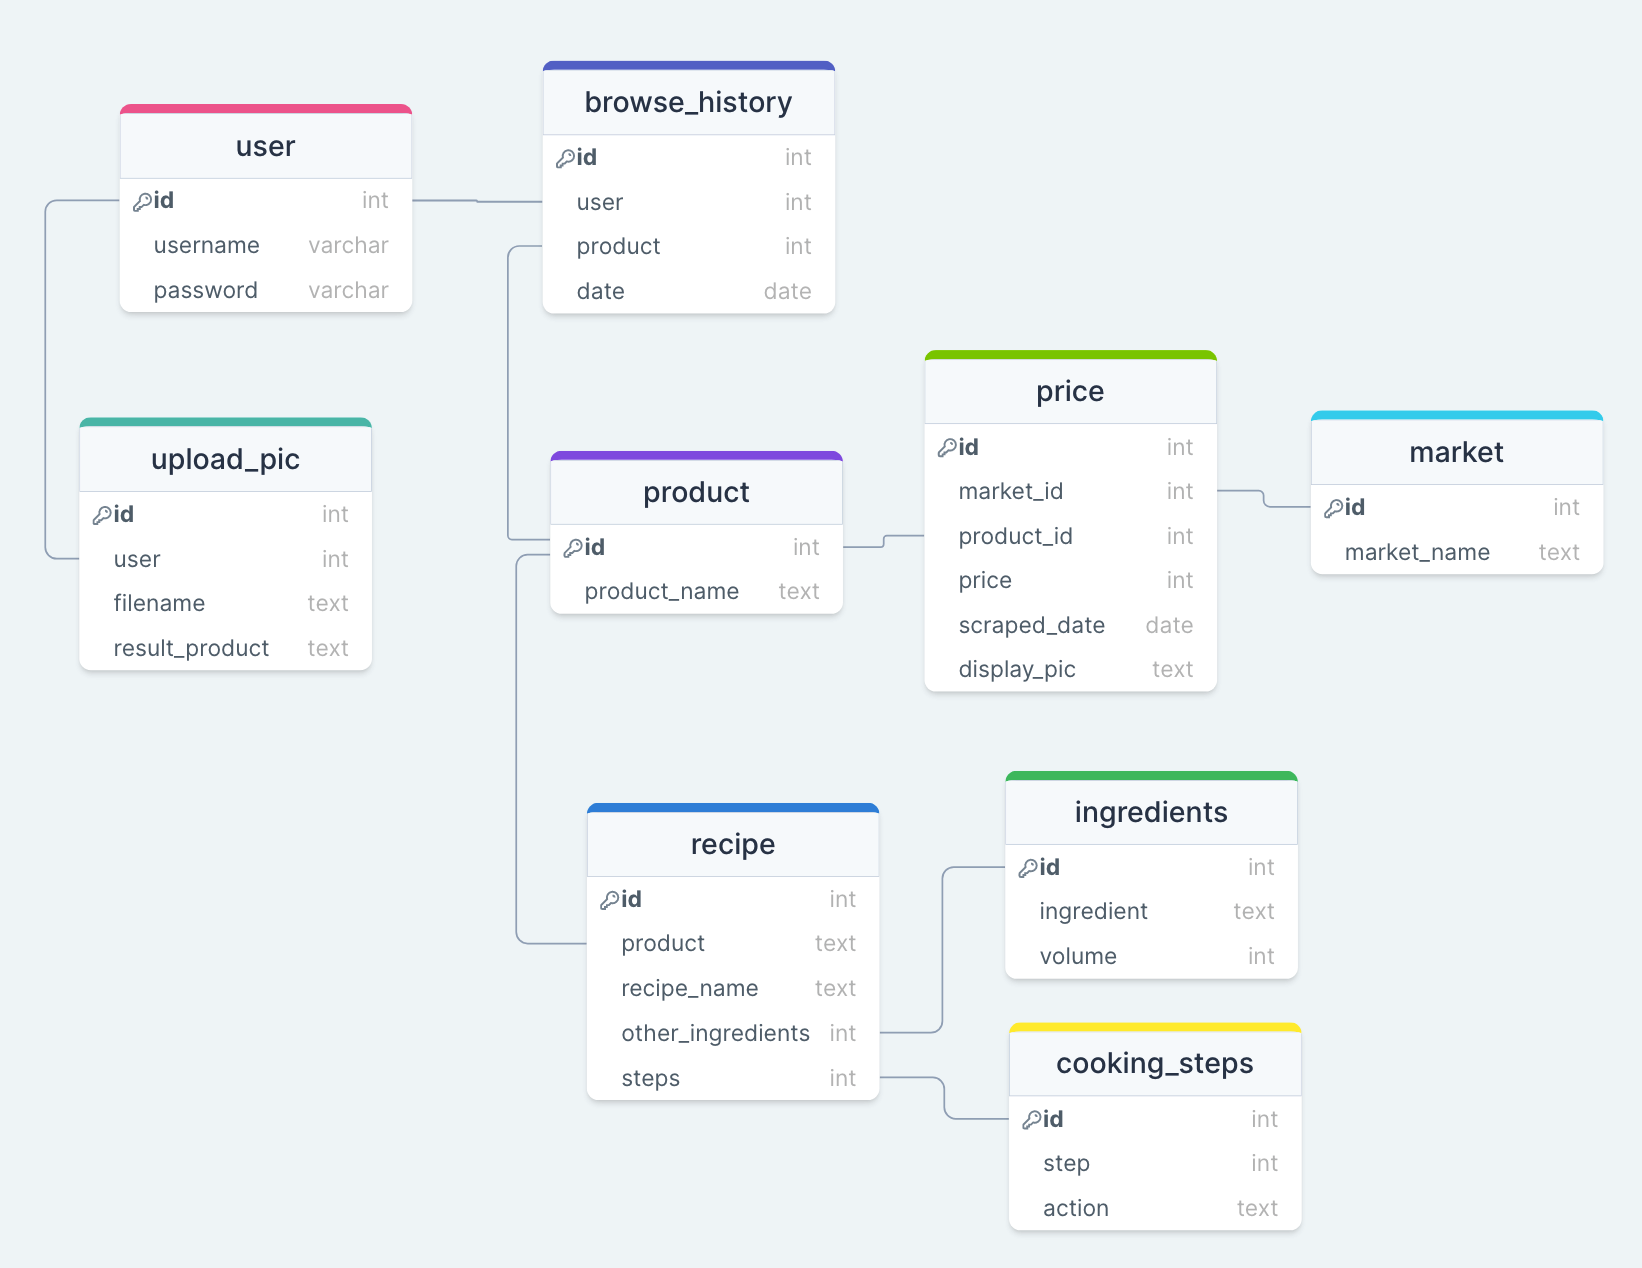 user
id int
username varchar
password varchar
browse_history
id int
user int
product int
date date
upload_pic
id int
user int
filename text
result_product text
product
id int
product_name text
price
id int
market_id int
product_id int
price int
scraped_date date
display_pic text
market
id int
market_name text
recipe
id int
product text
recipe_name text
other_ingredients int
steps int
ingredients
id int
ingredient text
volume int
cooking_steps
id int
step int
action text